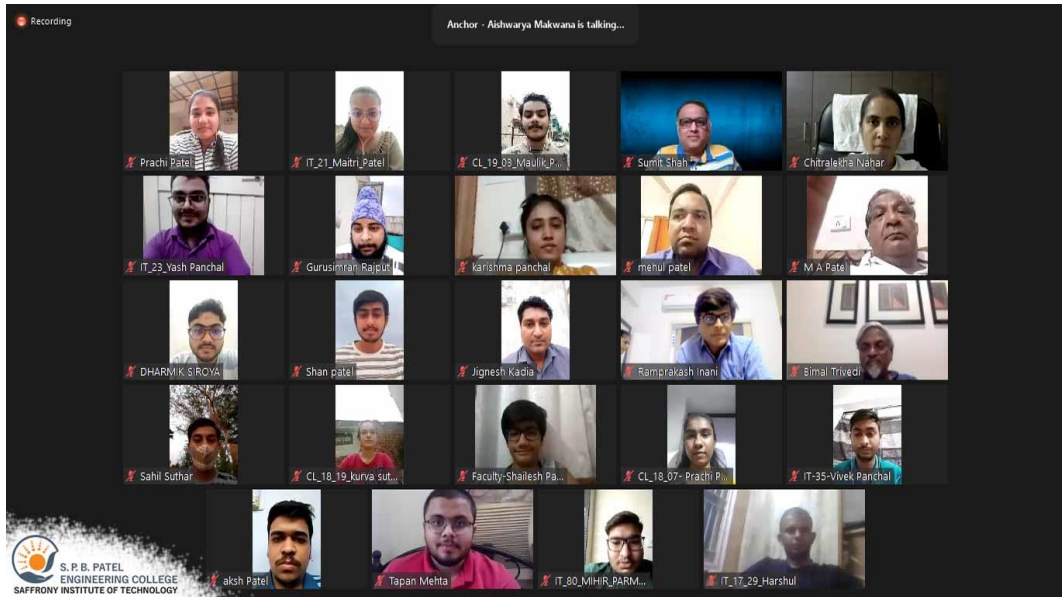 Recording
Anchor - Aishwarya Makwana is talking...
Prachi Patel
IT_21_Maitri_Patel
CL_19_03_Maulik_P...
Sumit Shah
Chitralekha Nahar
IT_23_Yash Panchal
Gurusimran Rajput
karishma panchal
mehul patel
M A Patel
DHARMIK SIROYA
Shan patel
Jignesh Kadia
Ramprakash Inani
Bimal Trivedi
Sahil Suthar
CL_18_19_kurva sut...
Faculty-Shailesh Pa...
CL_18_07- Prachi P...
IT-35-Vivek Panchal
aksh Patel
Tapan Mehta
IT_80_MIHIR_PARM...
IT_17_29_Harshul
S. P. B. PATEL
ENGINEERING COLLEGE
SAFFRONY INSTITUTE OF TECHNOLOGY